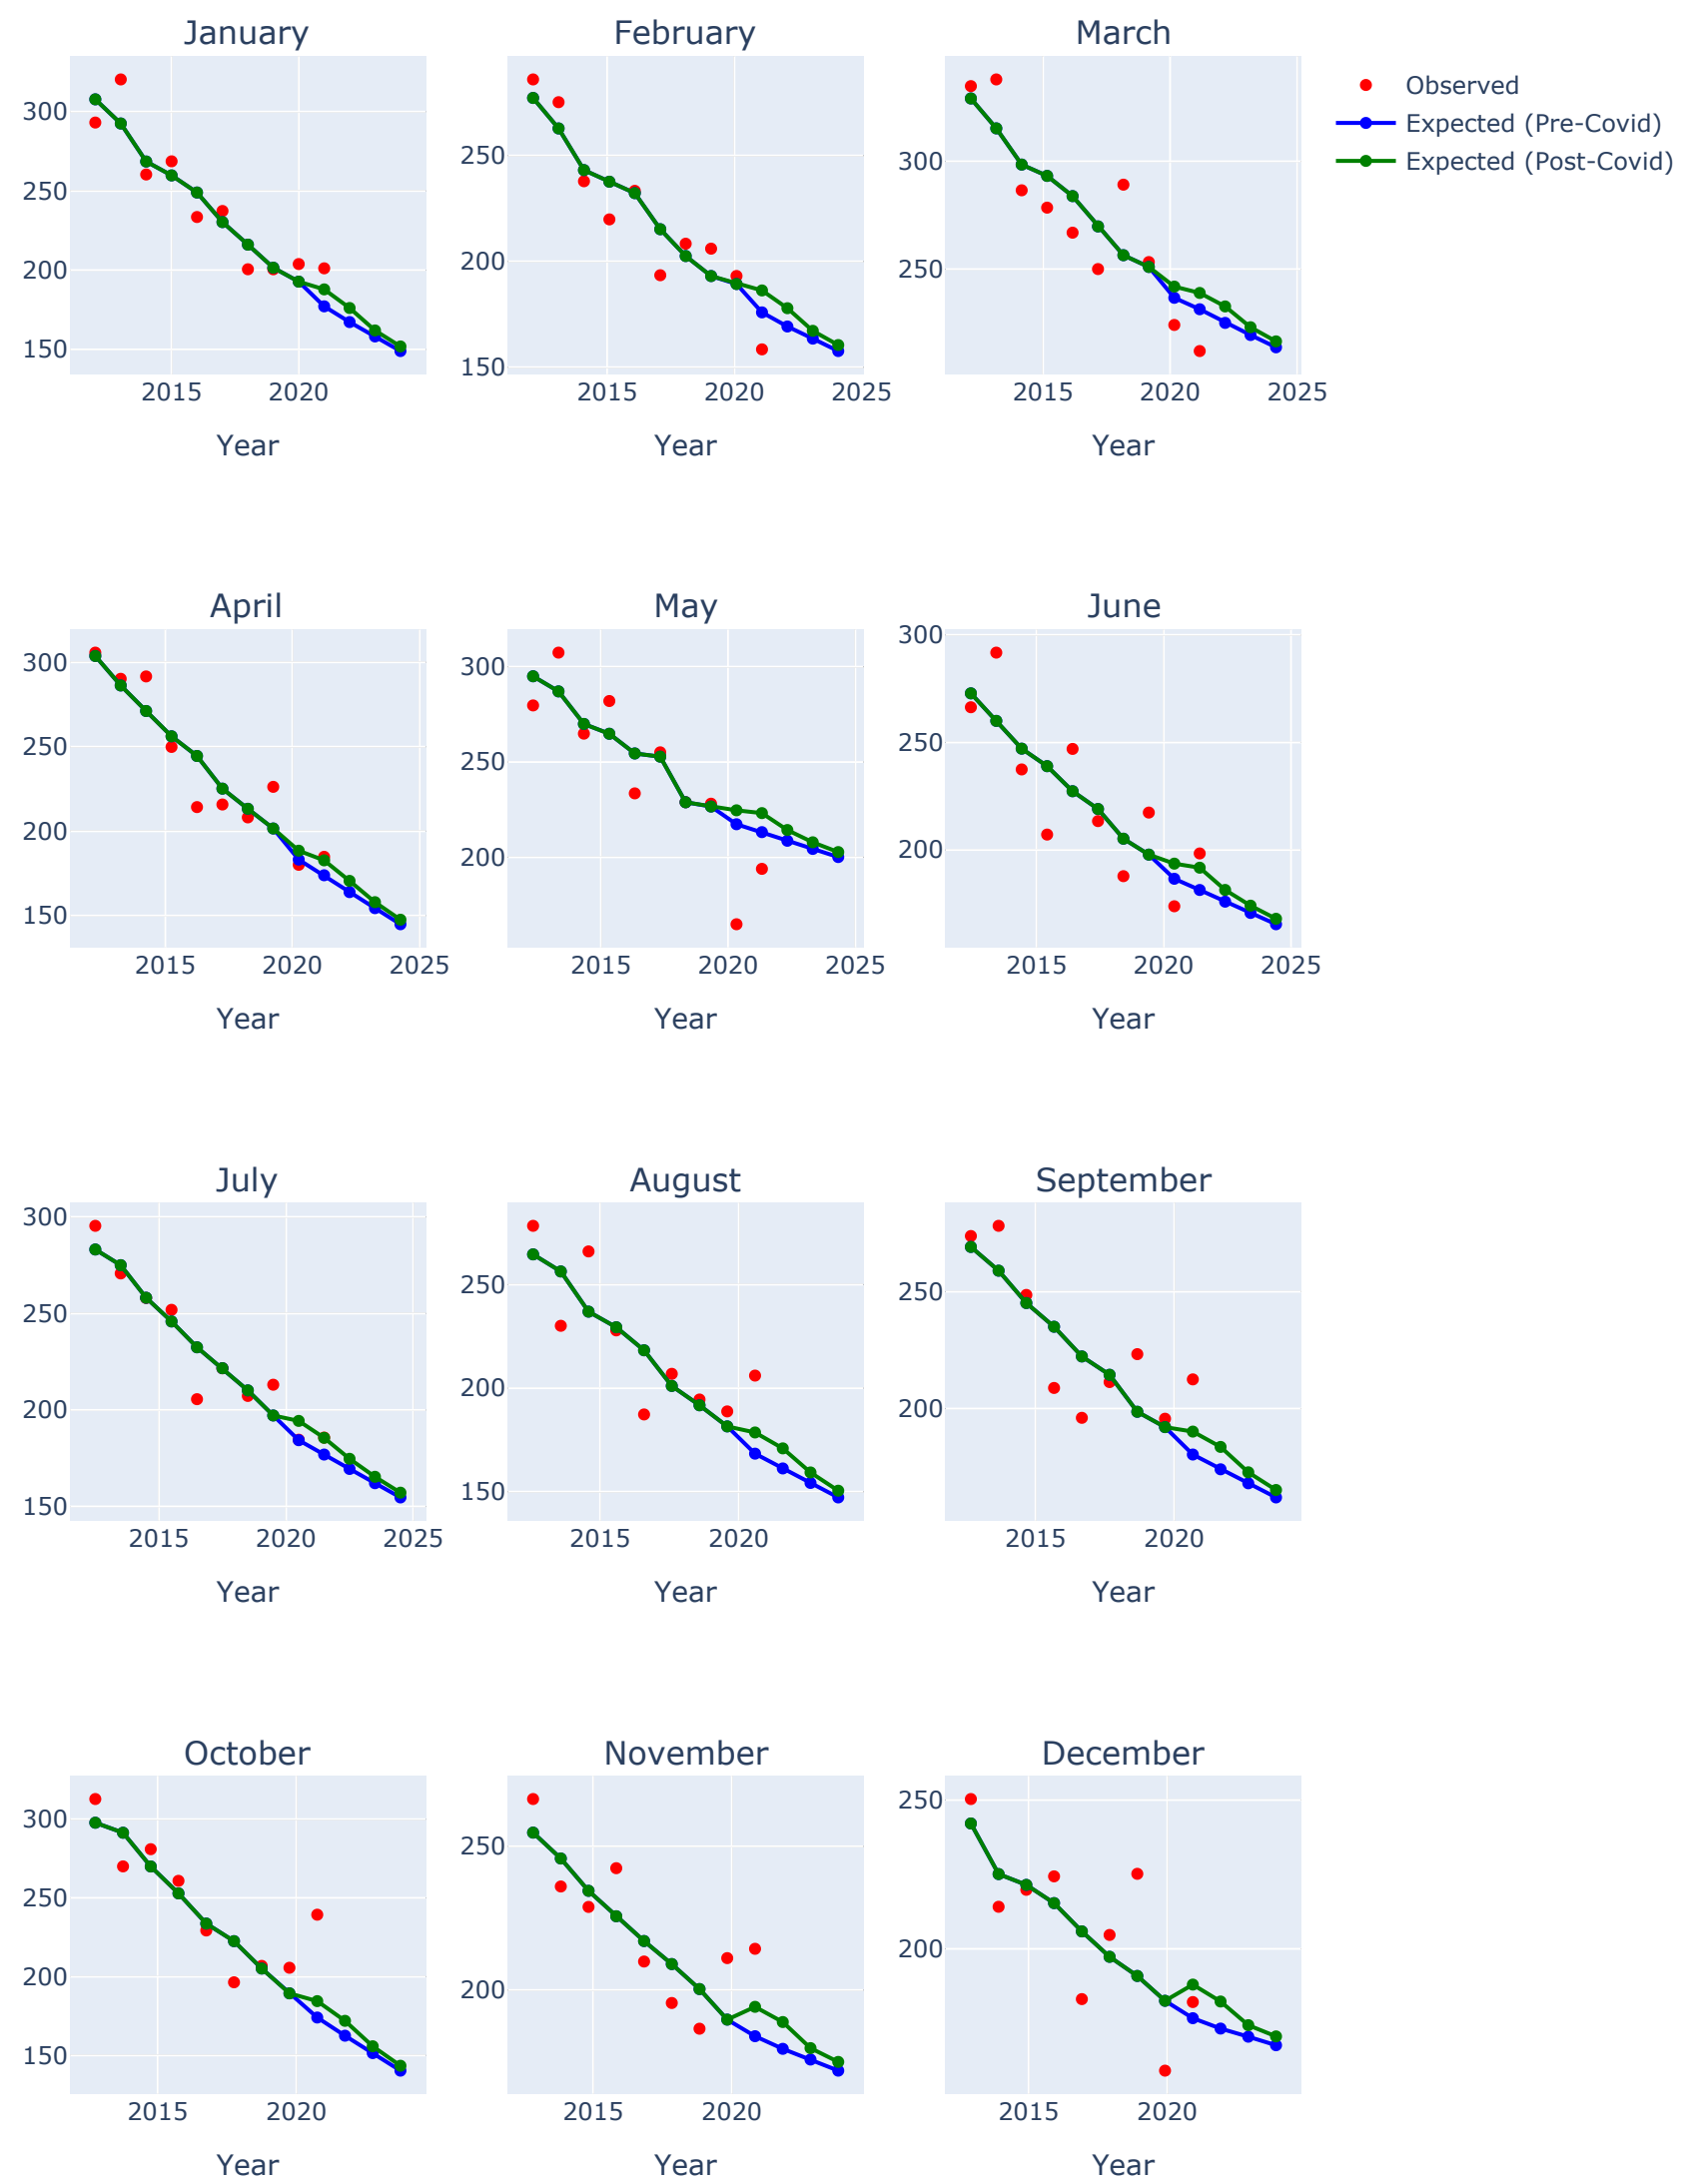 January February March
Observed
Expected (Pre-Covid)
Expected (Post-Covid)
300
250
200
150
2015 2020
Year
250
200
150
2015 2020 2025
Year
300
250
2015 2020 2025
Year
April May June
300
250
200
150
2015 2020 2025
Year
300
250
200
2015 2020 2025
Year
300
250
200
2015 2020 2025
Year
July August September
300
250
200
150
2015 2020 2025
Year
250
200
150
2015 2020
Year
250
200
2015 2020
Year
October November December
300
250
200
150
2015 2020
Year
250
200
2015 2020
Year
250
200
2015 2020
Year